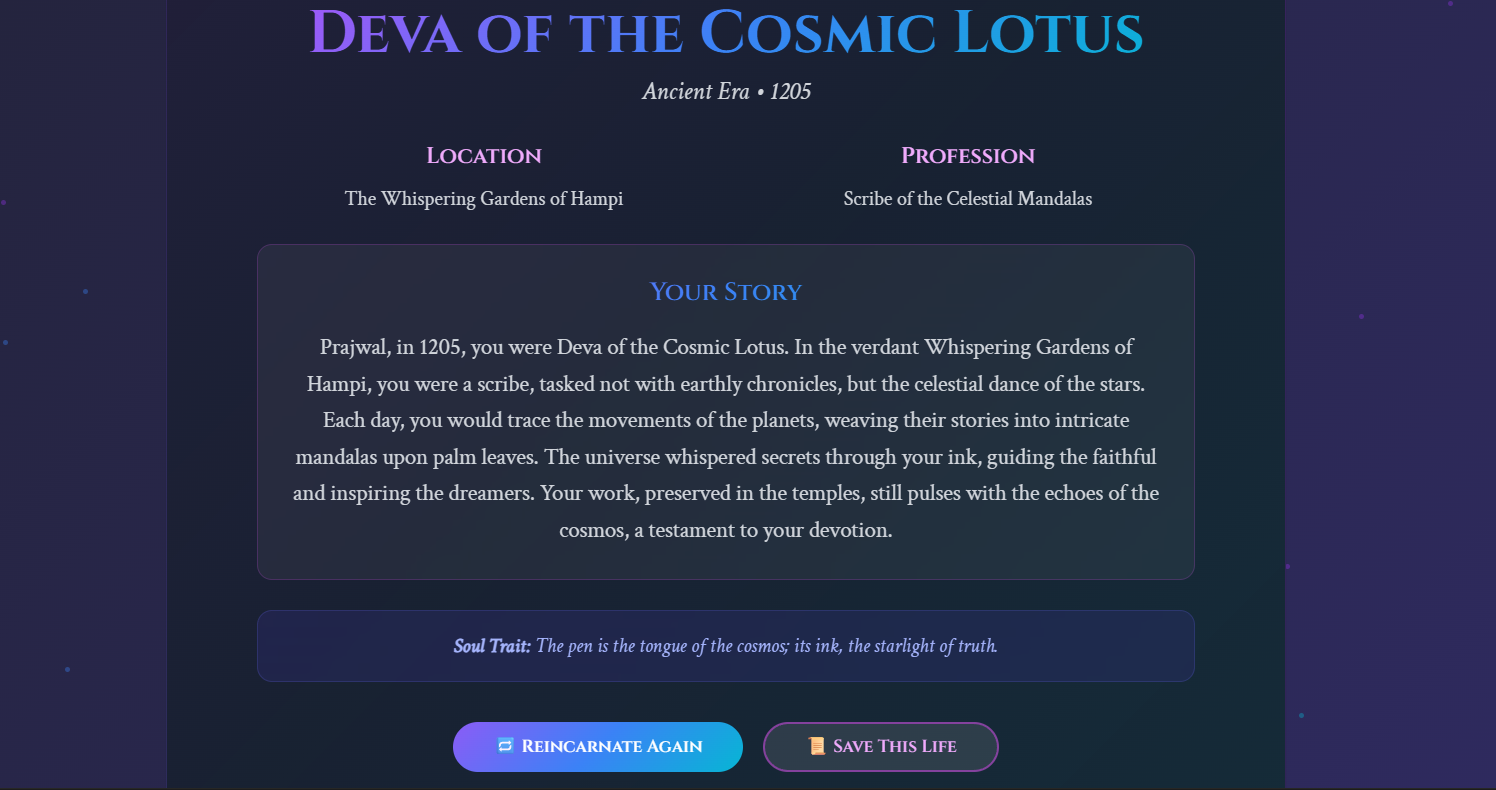 Deva of the Cosmic Lotus
Ancient Era • 1205
Location
The Whispering Gardens of Hampi
Profession
Scribe of the Celestial Mandalas
Your Story
Prajwal, in 1205, you were Deva of the Cosmic Lotus. In the verdant Whispering Gardens of
Hampi, you were a scribe, tasked not with earthly chronicles, but the celestial dance of the stars.
Each day, you would trace the movements of the planets, weaving their stories into intricate
mandalas upon palm leaves. The universe whispered secrets through your ink, guiding the faithful
and inspiring the dreamers. Your work, preserved in the temples, still pulses with the echoes of the
cosmos, a testament to your devotion.
Soul Trait: The pen is the tongue of the cosmos; its ink, the starlight of truth.
🔁 Reincarnate Again
📜 Save This Life